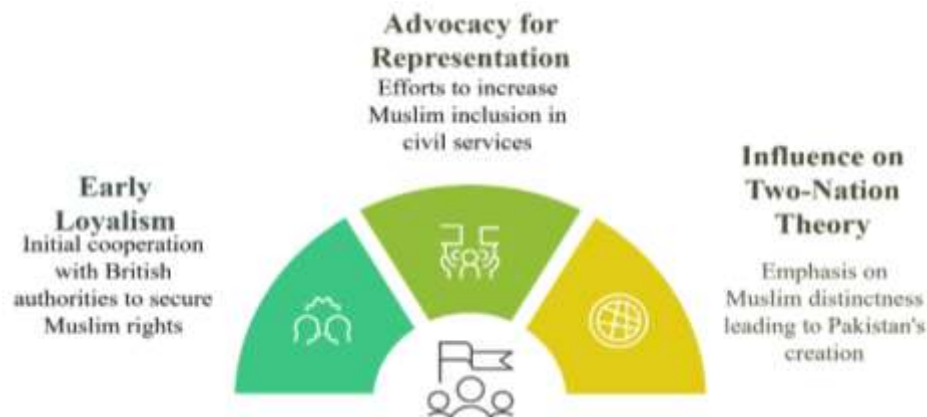 Advocacy for
Representation
Efforts to increase
Muslim inclusion in
civil services
Early
Loyalism
Initial cooperation
with British
authorities to secure
Muslim rights
Influence on
Two-Nation
Theory
Emphasis on
Muslim distinctness
leading to Pakistan's
creation